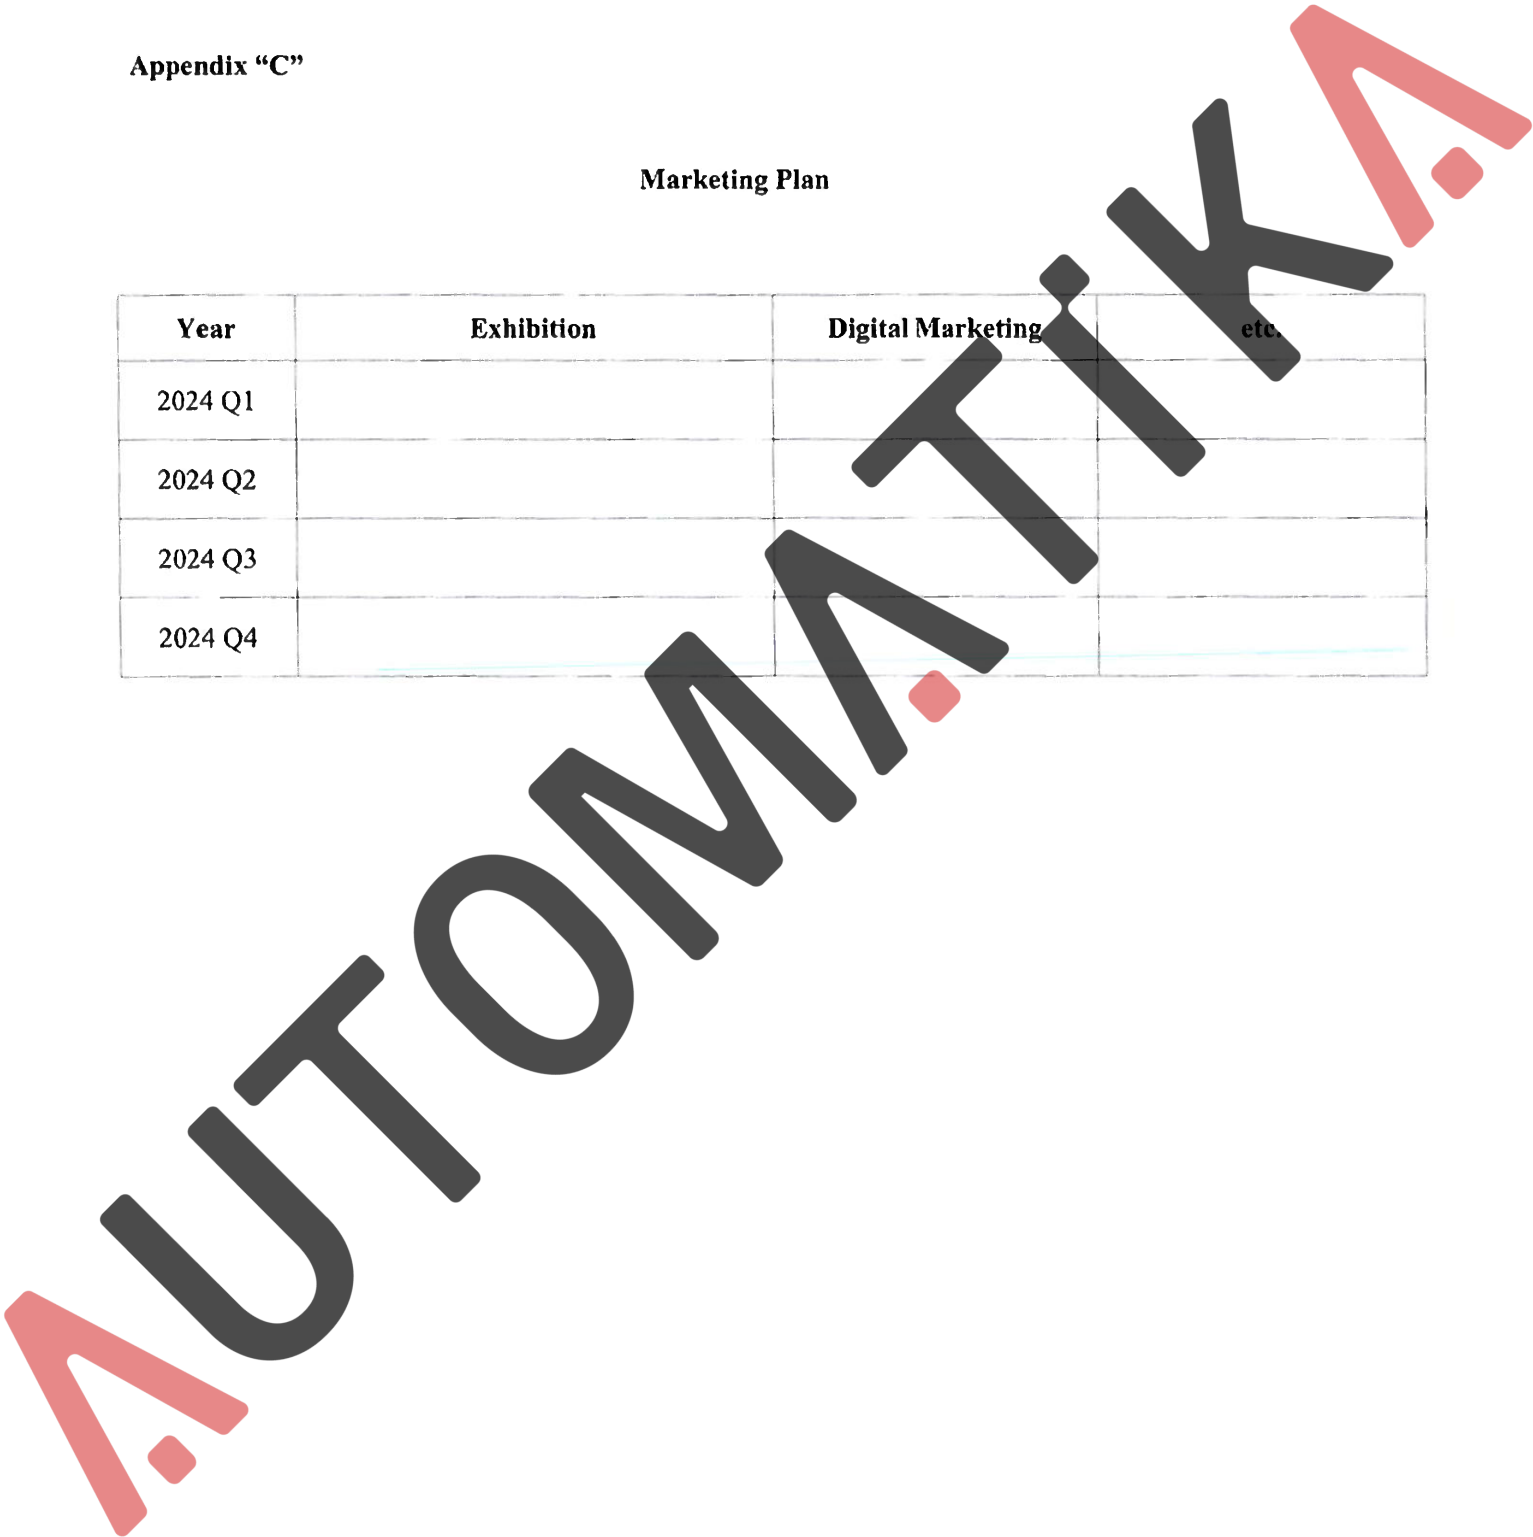 Appendix “C”
Marketing Plan
Year Exhibition Digital Marketing etc.
2024 Q1
2024 Q2
2024 Q3
2024 Q4
AUTOMATiKA